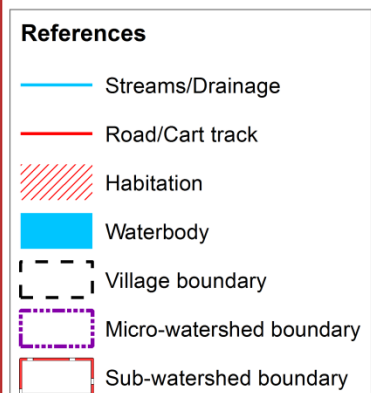 References
Streams/Drainage
Road/Cart track
Habitation
Waterbody
Village boundary
Micro-watershed boundary
Sub-watershed boundary